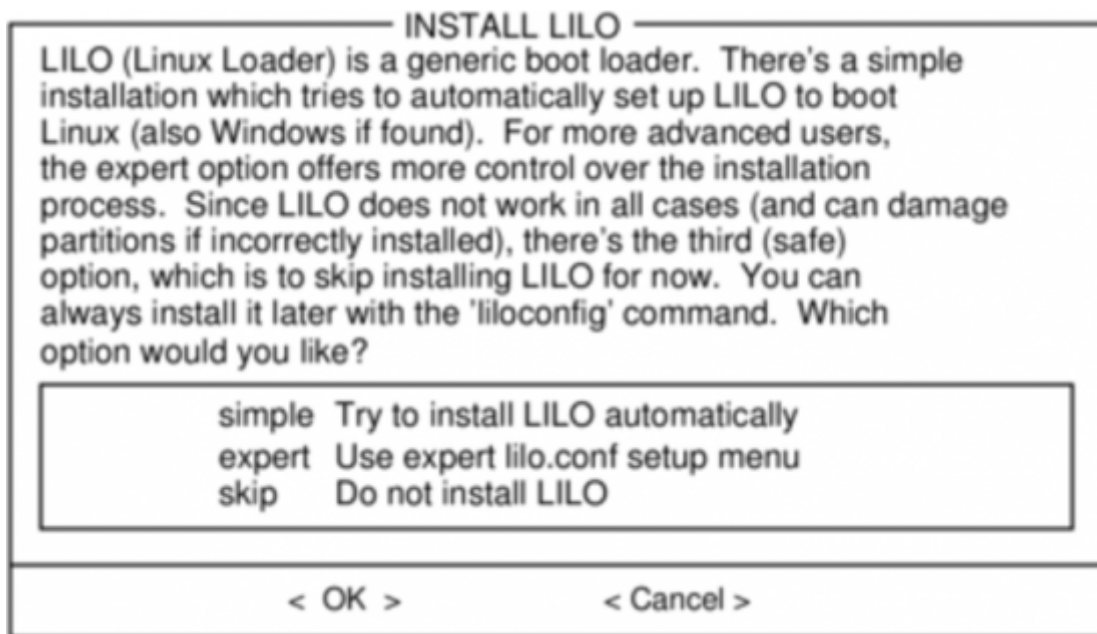 INSTALL LILO
LILO (Linux Loader) is a generic boot loader.  There's a simple
installation which tries to automatically set up LILO to boot
Linux (also Windows if found).  For more advanced users,
the expert option offers more control over the installation
process.  Since LILO does not work in all cases (and can damage
partitions if incorrectly installed), there's the third (safe)
option, which is to skip installing LILO for now.  You can
always install it later with the 'liloconfig' command.  Which
option would you like?
simple  Try to install LILO automatically
expert  Use expert lilo.conf setup menu
skip  Do not install LILO
< OK >  < Cancel >